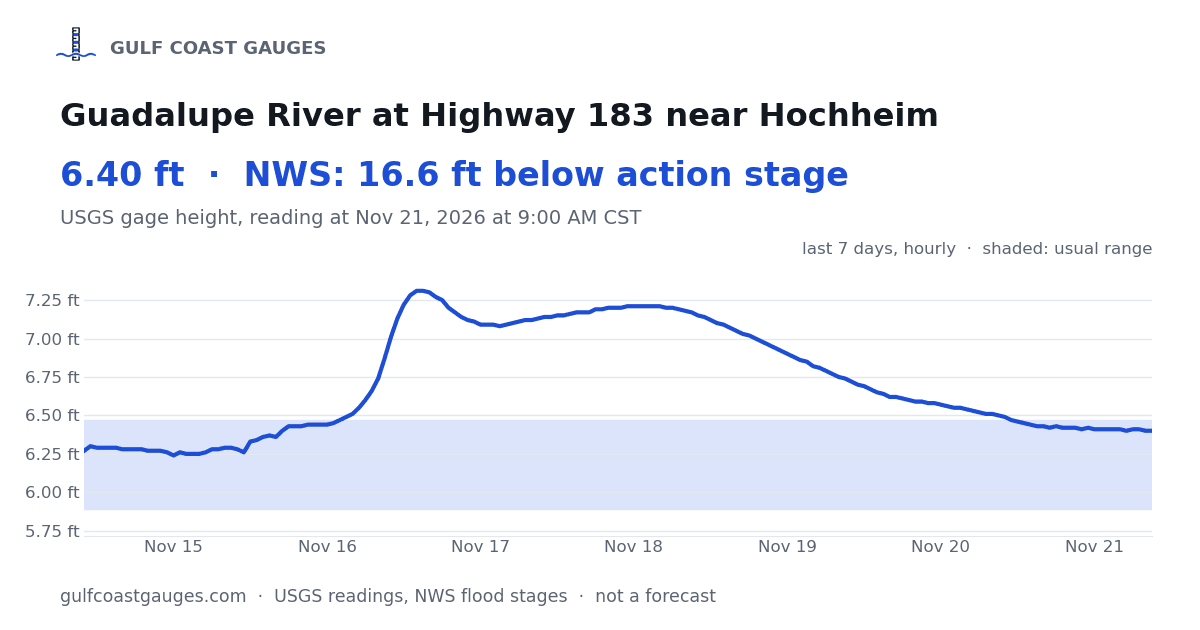 GULF COAST GAUGES
Guadalupe River at Highway 183 near Hochheim
6.40 ft · NWS: 16.6 ft below action stage
USGS gage height, reading at Nov 21, 2026 at 9:00 AM CST
last 7 days, hourly · shaded: usual range
7.25 ft
7.00 ft
6.75 ft
6.50 ft
6.25 ft
6.00 ft
5.75 ft
Nov 15 Nov 16 Nov 17 Nov 18 Nov 19 Nov 20 Nov 21
gulfcoastgauges.com · USGS readings, NWS flood stages · not a forecast